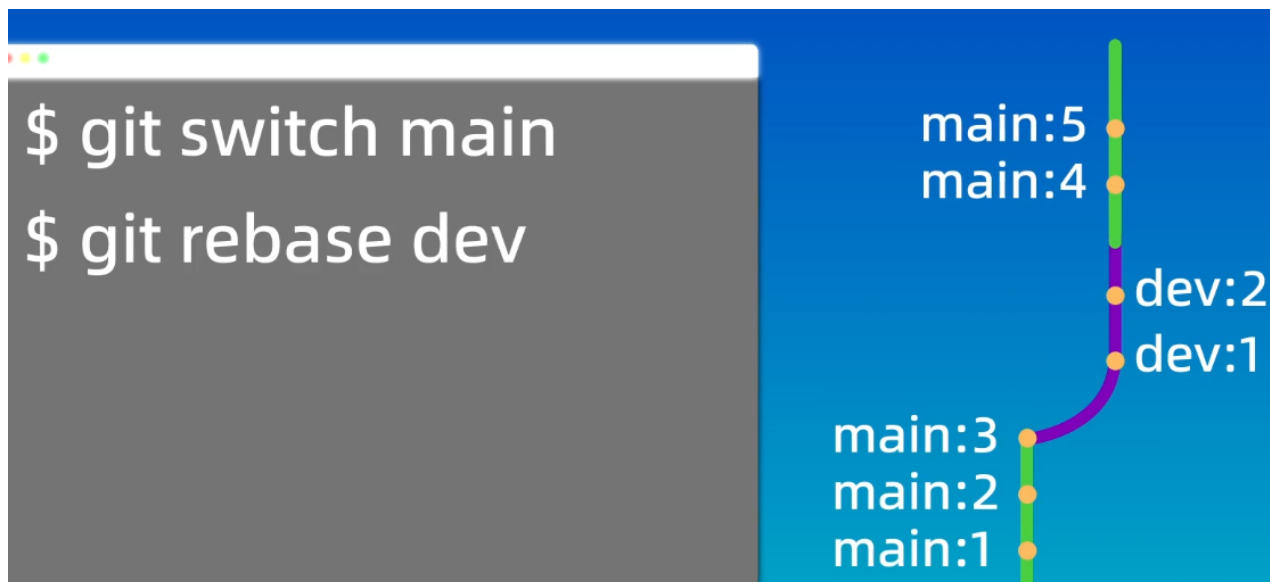 $ git switch main
$ git rebase dev
main:5
main:4
dev:2
dev:1
main:3
main:2
main:1